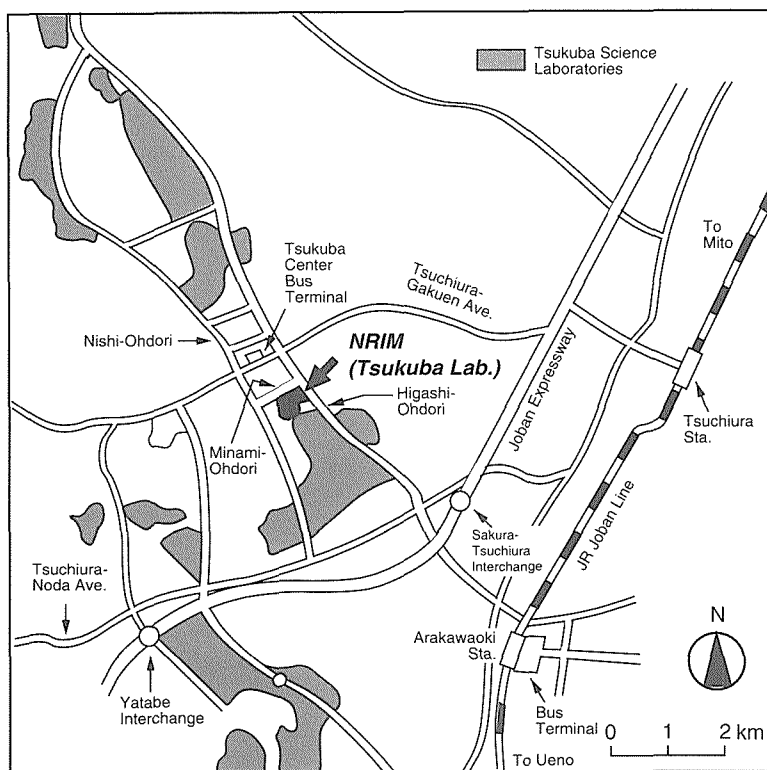 Tsukuba Science
Laboratories
To
Mito
Tsukuba
Center
Bus
Terminal
Tsuchiura-
Gakuen Ave.
Nishi-Ohdori
NRIM
(Tsukuba Lab.)
Higashi-
Ohdori
Joban Expressway
Tsuchiura
Sta.
Minami-
Ohdori
JR Joban Line
Sakura-
Tsuchiura
Interchange
Tsuchiura-
Noda Ave.
Arakawaoki
Sta.
N
Yatabe
Interchange
Bus
Terminal
0 1 2 km
To Ueno